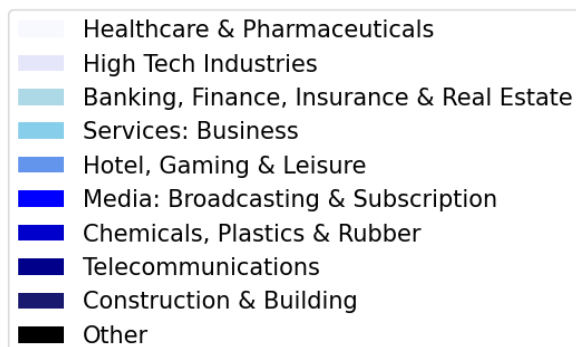 Healthcare & Pharmaceuticals
High Tech Industries
Banking, Finance, Insurance & Real Estate
Services: Business
Hotel, Gaming & Leisure
Media: Broadcasting & Subscription
Chemicals, Plastics & Rubber
Telecommunications
Construction & Building
Other